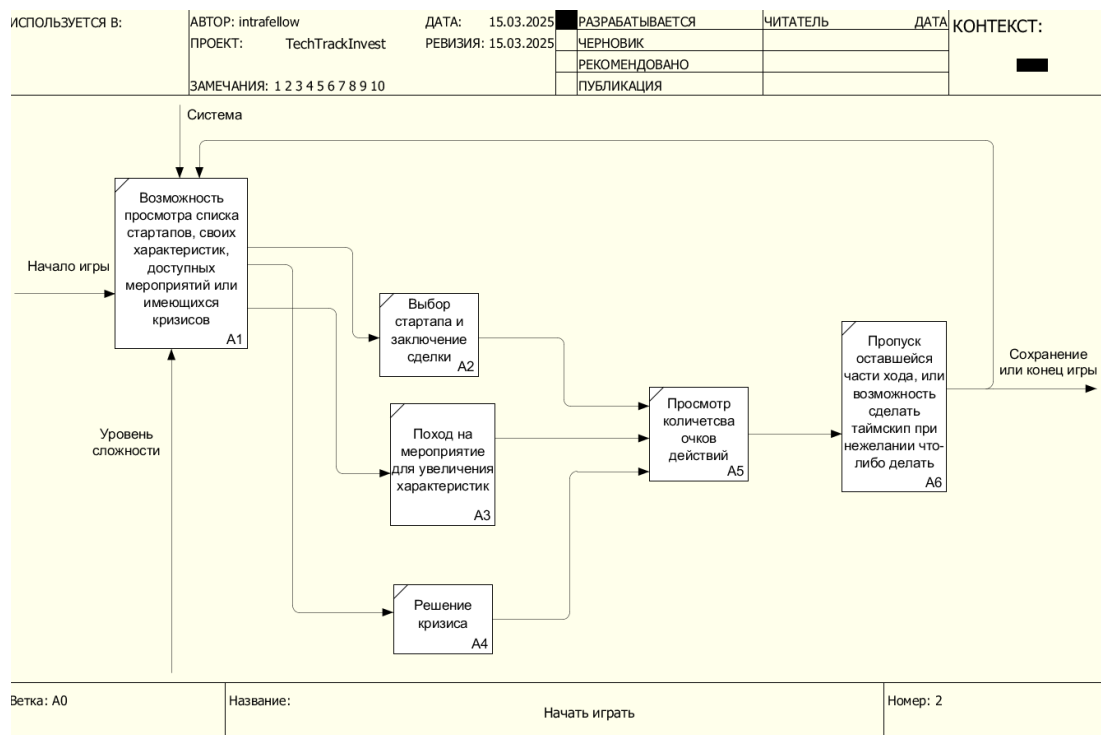 ИСПОЛЬЗУЕТСЯ В:
АВТОР: intrafellow
ДАТА: 15.03.2025
РАЗРАБАТЫВАЕТСЯ
ЧИТАТЕЛЬ
ДАТА
КОНТЕКСТ:
ПРОЕКТ: TechTrackInvest
РЕВИЗИЯ: 15.03.2025
ЧЕРНОВИК
РЕКОМЕНДОВАНО
ЗАМЕЧАНИЯ: 1 2 3 4 5 6 7 8 9 10
ПУБЛИКАЦИЯ
Система
Возможность
просмотра списка
стартапов, своих
характеристик,
доступных
мероприятий или
имеющихся
кризисов
A1
Начало игры
Уровень
сложности
Выбор
стартапа и
заключение
сделки
A2
Поход на
мероприятие
для увеличения
характеристик
A3
Решение
кризиса
A4
Просмотр
количетсва
очков
действий
A5
Пропуск
оставшейся
части хода, или
возможность
сделать
таймскип при
нежелании что-
либо делать
A6
Сохранение
или конец игры
Ветка: A0
Название:
Начать играть
Номер: 2